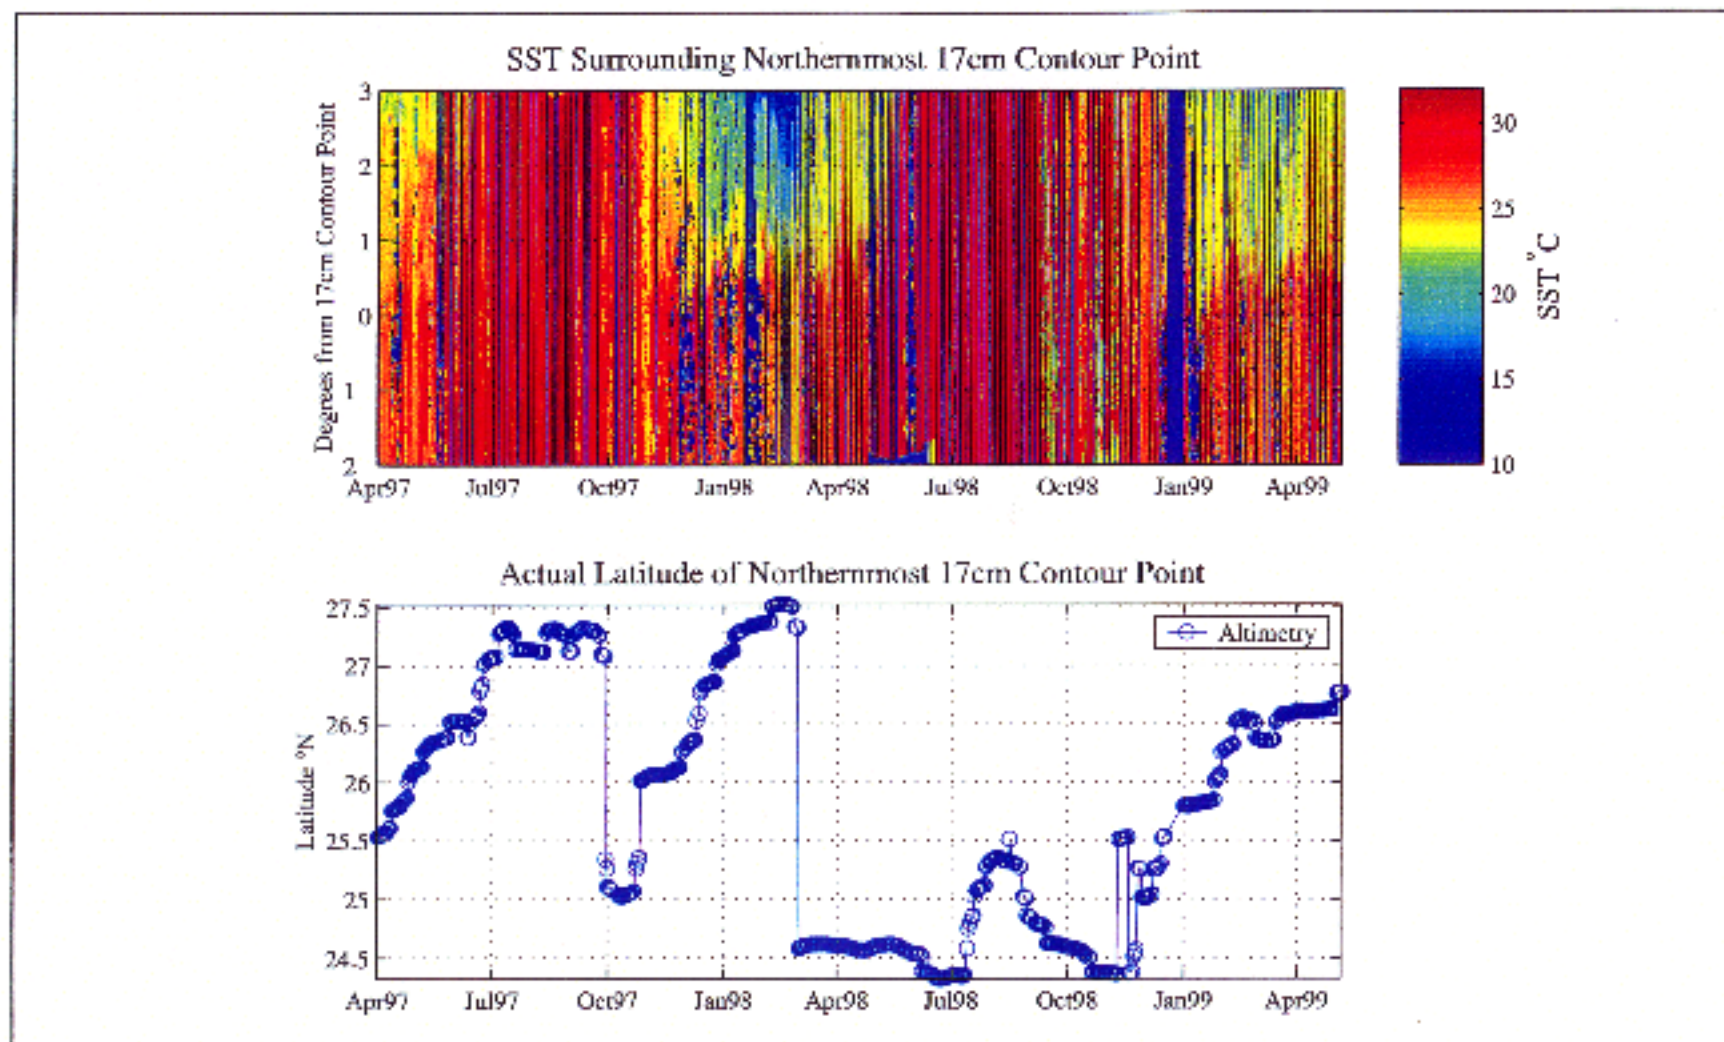 SST Surrounding Northernmost 17cm Contour Point
Degrees from 17cm Contour Point
3
2
1
0
1
2
Apr97 Jul97 Oct97 Jan98 Apr98 Jul98 Oct98 Jan99 Apr99
30
25
20
15
10
SST °C
Actual Latitude of Northernmost 17cm Contour Point
Latitude °N
27.5
27
26.5
26
25.5
25
24.5
Altimetry
Apr97 Jul97 Oct97 Jan98 Apr98 Jul98 Oct98 Jan99 Apr99